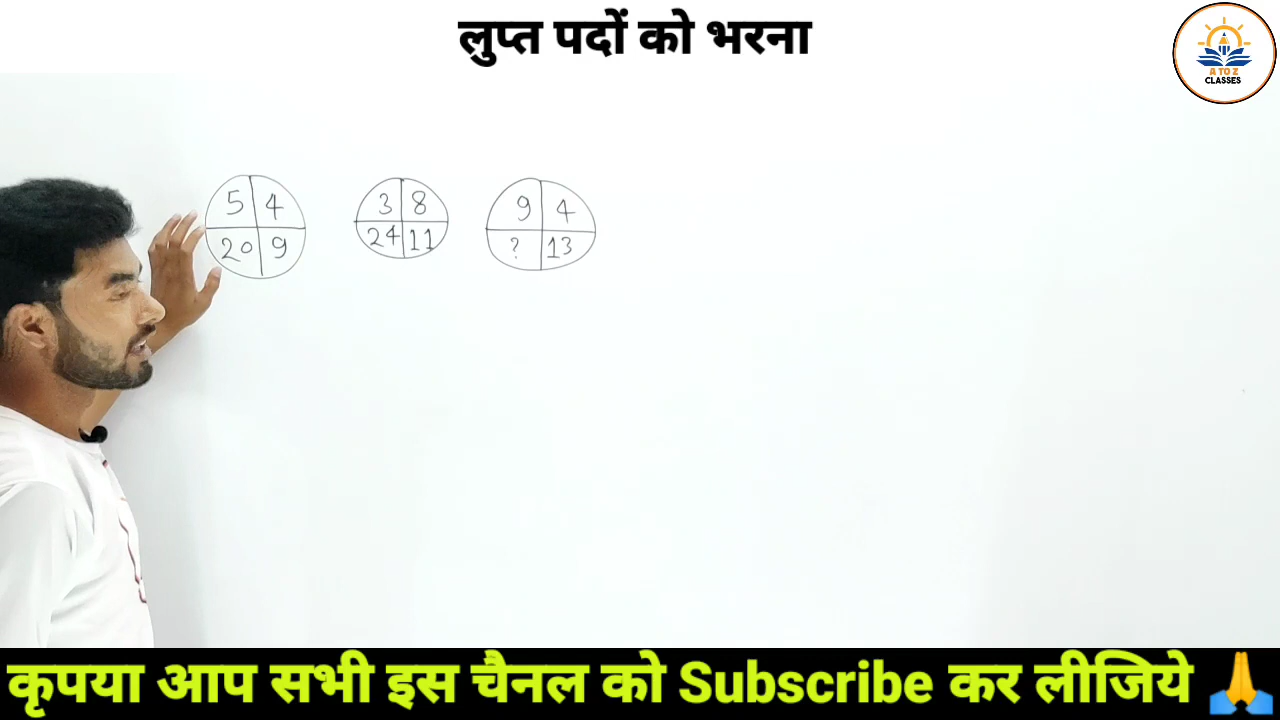 लुप्त पदों को भरना
A TO Z
CLASSES
5 4
20 9
3 8
24 11
9 4
? 13
कृपया आप सभी इस चैनल को Subscribe कर लीजिये 🙏